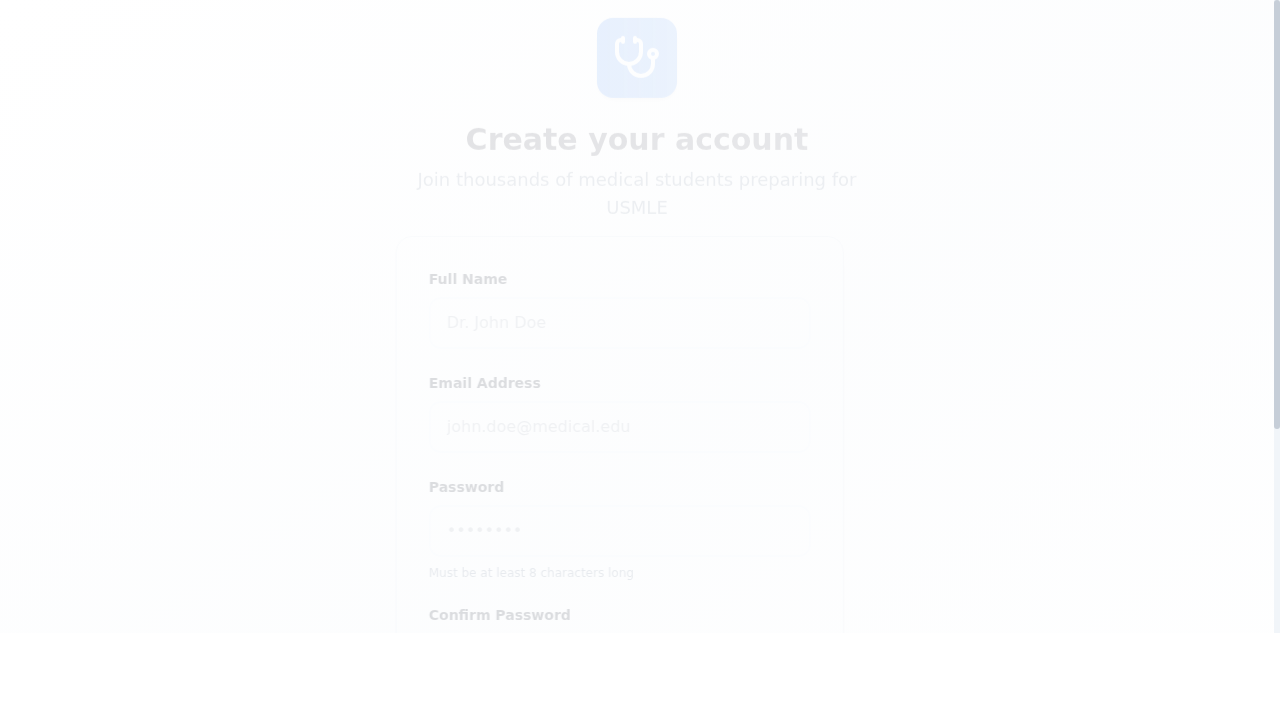 Create your account
Join thousands of medical students preparing for
USMLE
Full Name
Dr. John Doe
Email Address
john.doe@medical.edu
Password
••••••••
Must be at least 8 characters long
Confirm Password